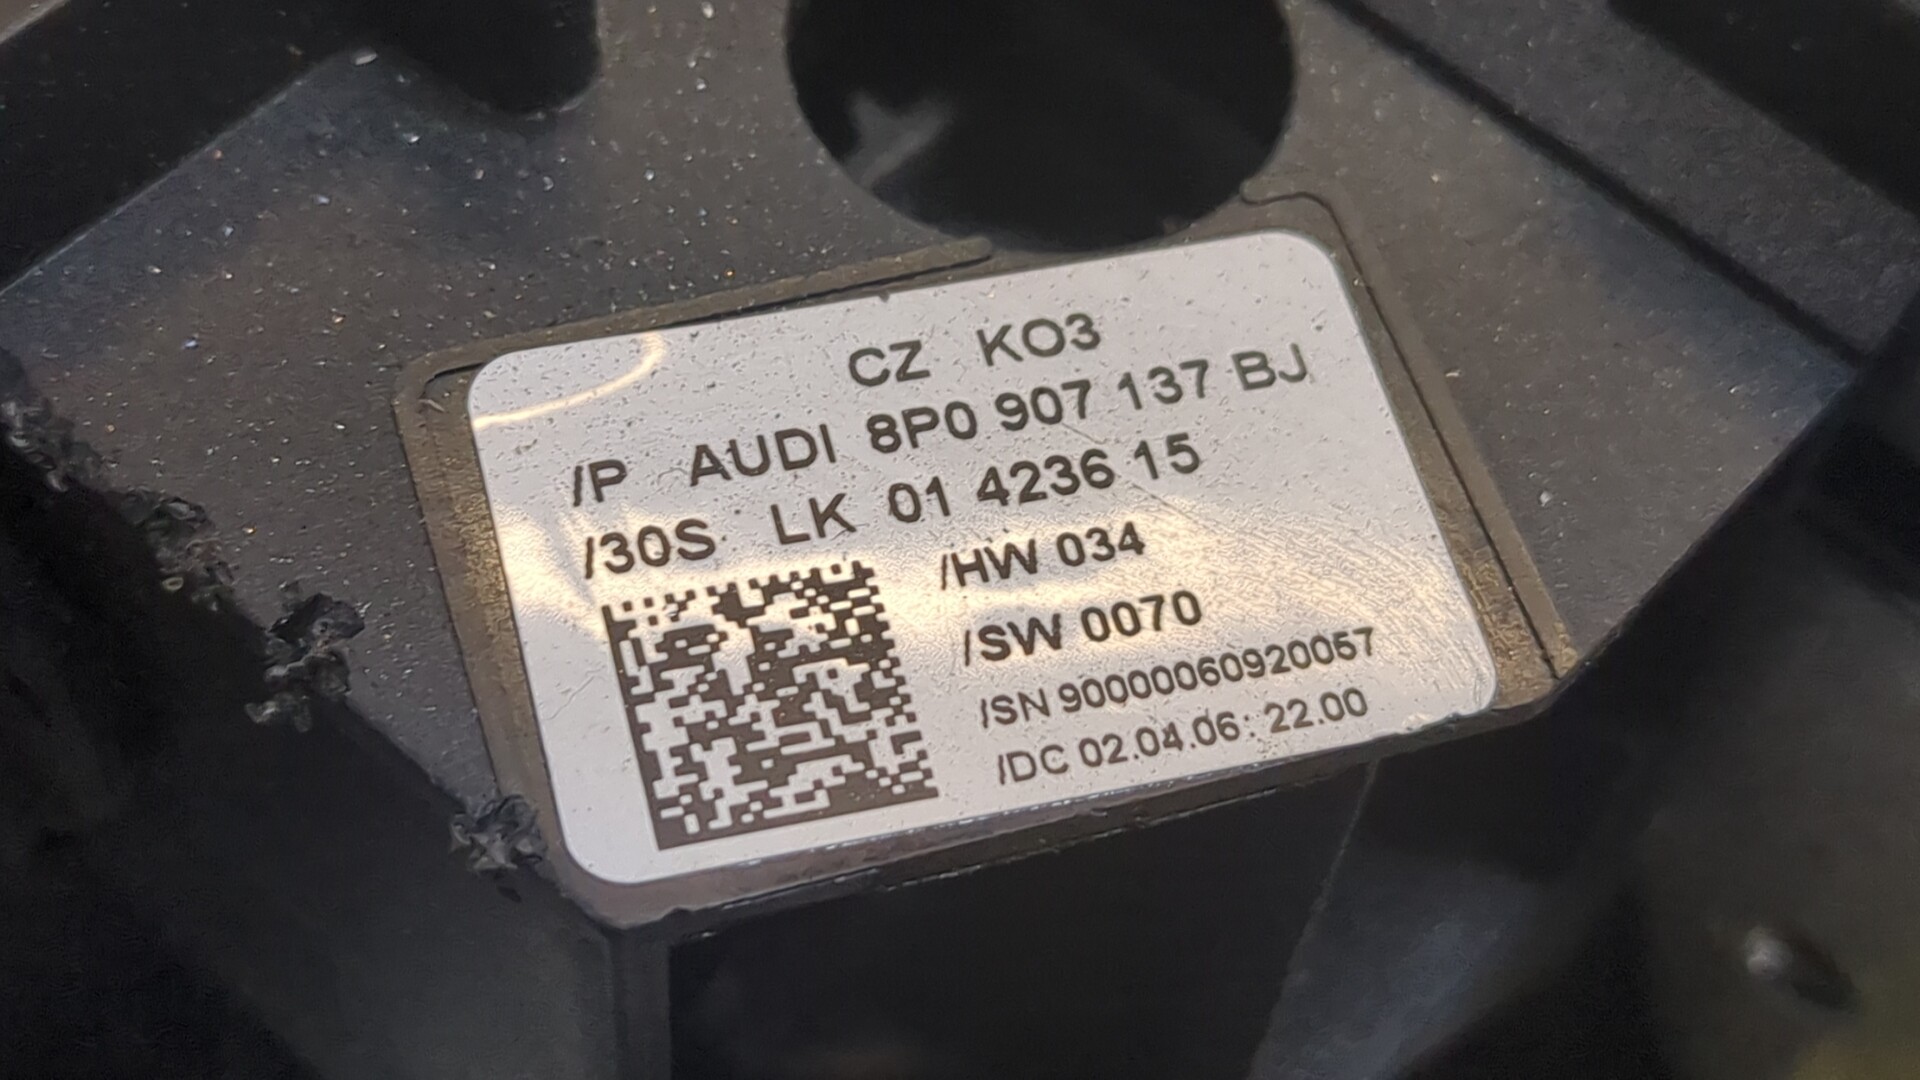 CZ KO3
/P AUDI 8P0 907 137 BJ
/30S LK 01 4236 15
/HW 034
/SW 0070
/SN 90000060920057
/DC 02.04.06: 22.00